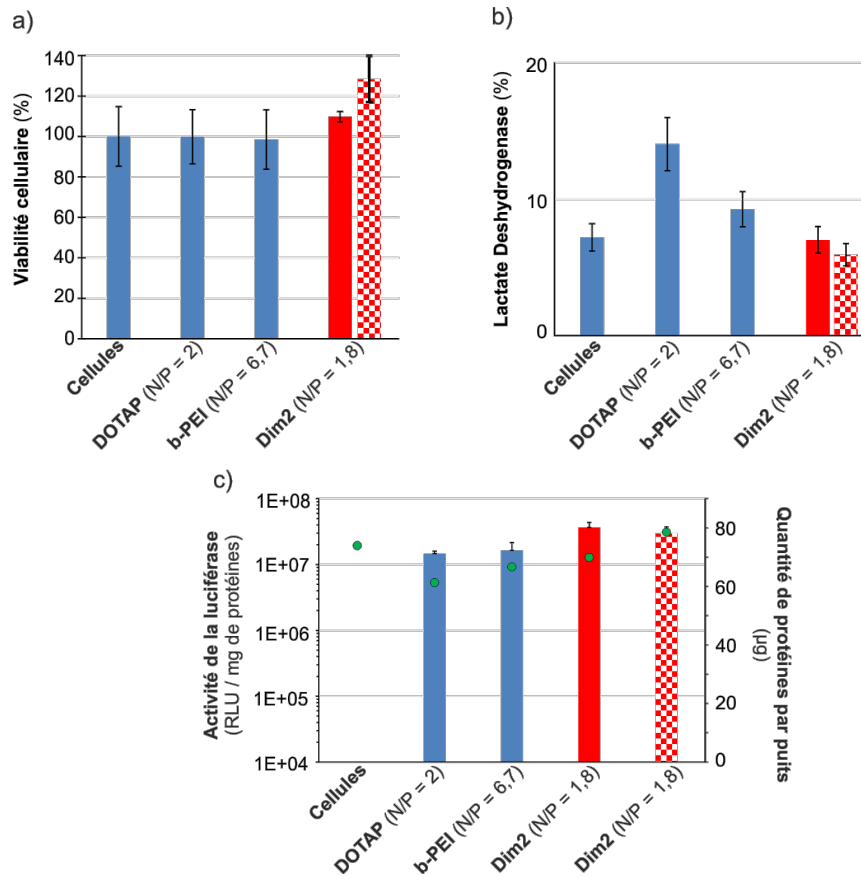 a)
Viabilité cellulaire (%)
140
120
100
80
60
40
20
0
Cellules
DOTAP (N/P = 2)
b-PEI (N/P = 6,7)
Dim2 (N/P = 1,8)
b)
Lactate Deshydrogenase (%)
20
10
0
Cellules
DOTAP (N/P = 2)
b-PEI (N/P = 6,7)
Dim2 (N/P = 1,8)
c)
Activité de la luciférase
(RLU / mg de protéines)
1E+08
1E+07
1E+06
1E+05
1E+04
80
60
40
20
0
Quantité de protéines par puits
(µg)
Cellules
DOTAP (N/P = 2)
b-PEI (N/P = 6,7)
Dim2 (N/P = 1,8)
Dim2 (N/P = 1,8)